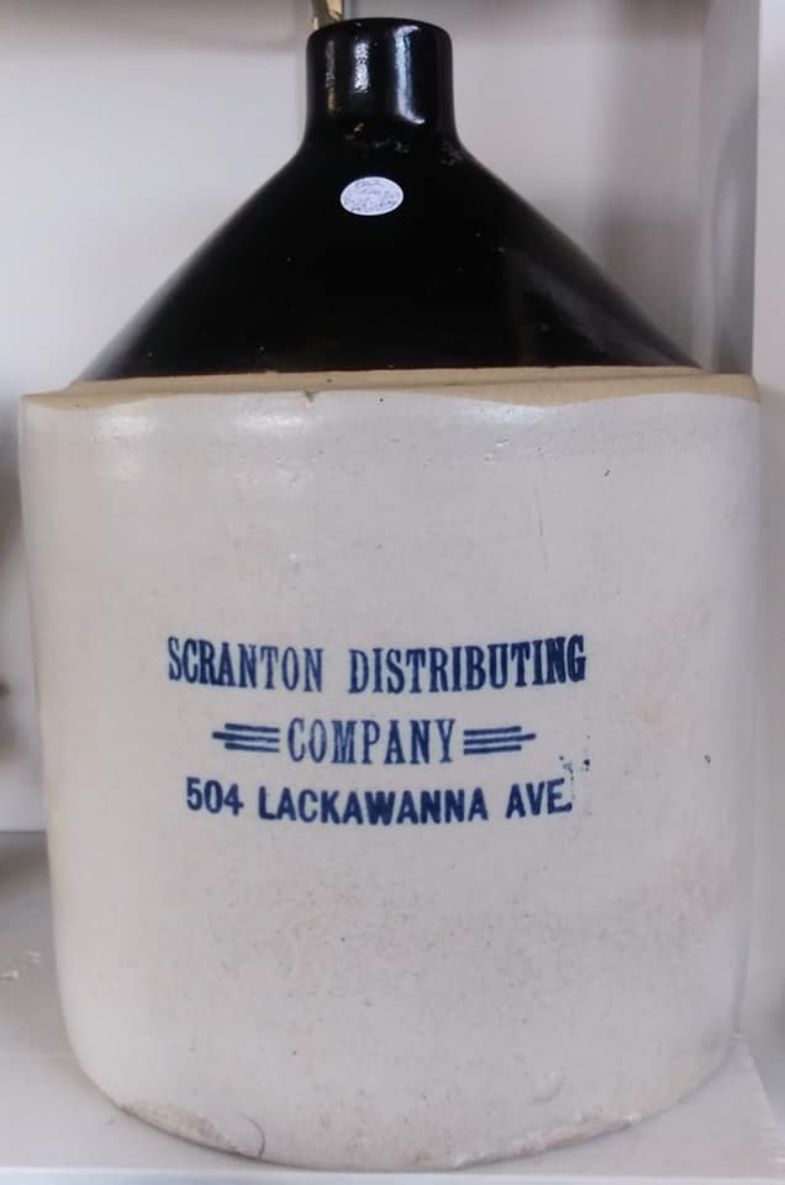 SCRANTON DISTRIBUTING
COMPANY
504 LACKAWANNA AVE.